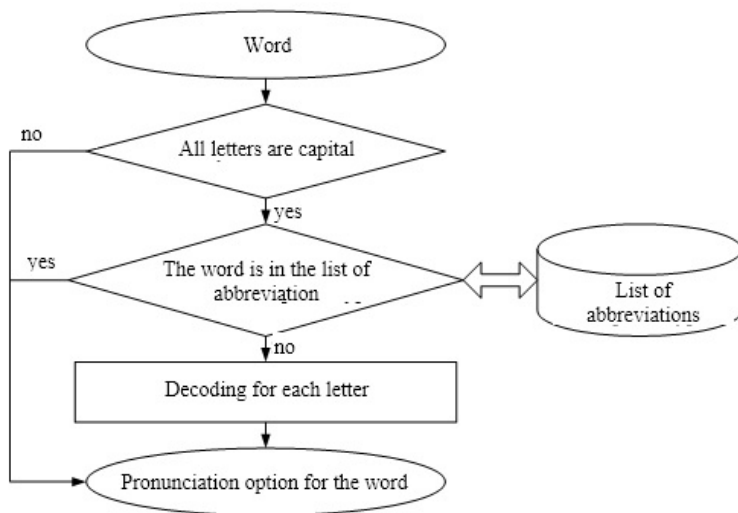 Word
no
All letters are capital
yes
yes
The word is in the list of
abbreviation
List of
abbreviations
no
Decoding for each letter
Pronunciation option for the word